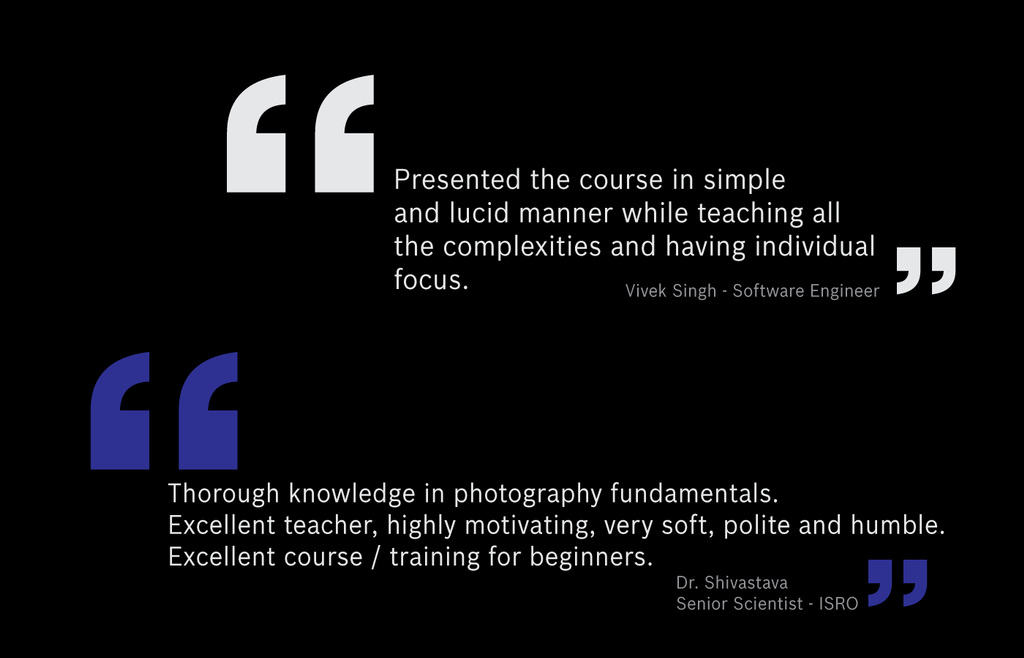 Presented the course in simple
and lucid manner while teaching all
the complexities and having individual
focus.
Vivek Singh - Software Engineer
Thorough knowledge in photography fundamentals.
Excellent teacher, highly motivating, very soft, polite and humble.
Excellent course / training for beginners.
Dr. Shivastava
Senior Scientist - ISRO